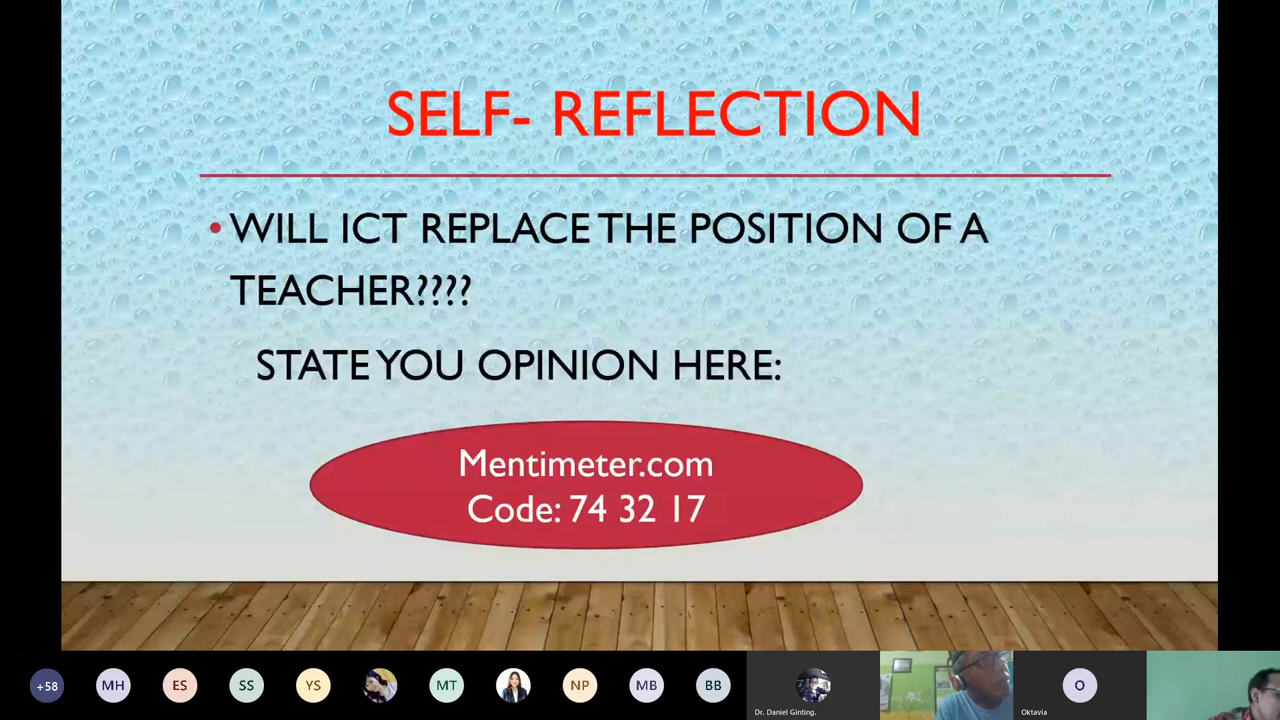 SELF- REFLECTION
• WILL ICT REPLACE THE POSITION OF A
TEACHER????
STATE YOU OPINION HERE:
Mentimeter.com
Code: 74 32 17
+58
MH
ES
SS
YS
MT
NP
MB
BB
Dr. Daniel Ginting.
O
Oktavia